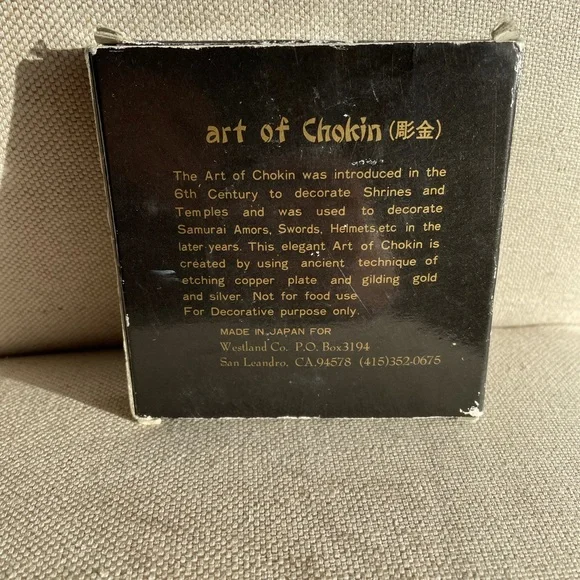 art of Chokin (彫金)
The Art of Chokin was introduced in the
6th Century to decorate Shrines and
Temples and was used to decorate
Samurai Amors, Swords, Helmets,etc in the
later years. This elegant Art of Chokin is
created by using ancient technique of
etching copper plate and gilding gold
and silver. Not for food use
For Decorative purpose only.
MADE IN JAPAN FOR
Westland Co. P.O. Box3194
San Leandro, CA.94578 (415)352-0675